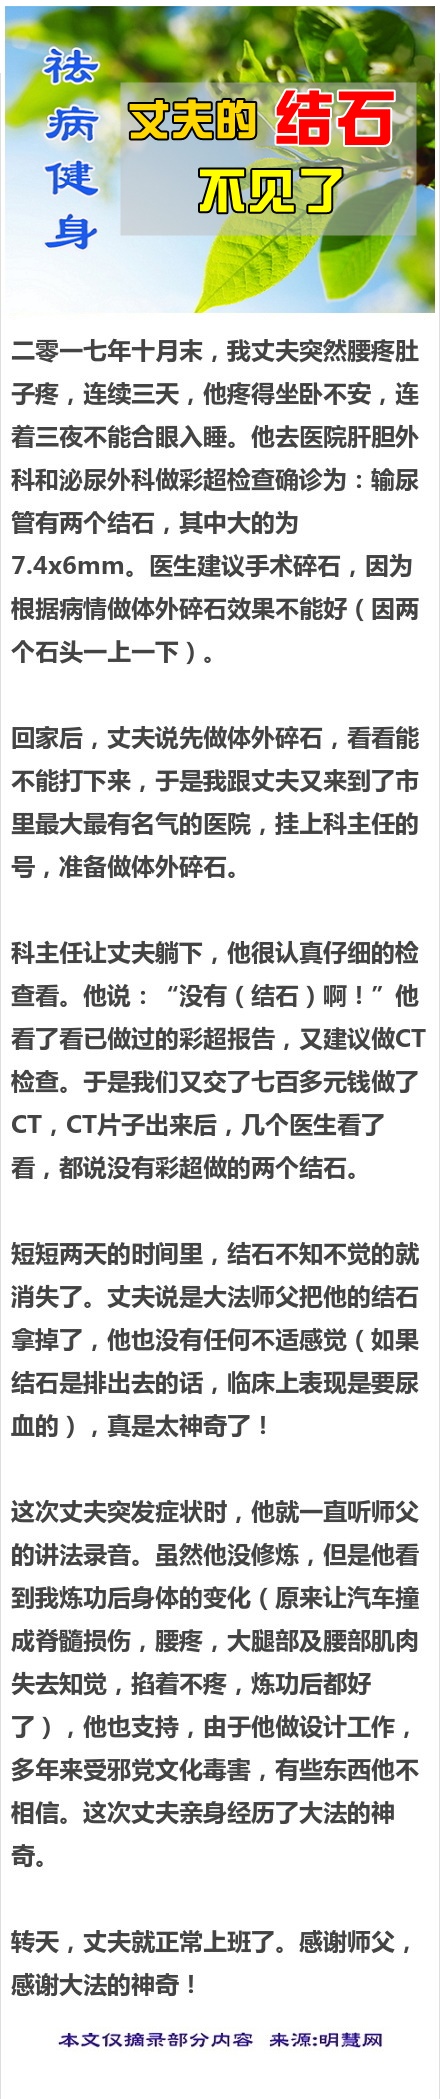 祛病健身
丈夫的 结石
不见了
二零一七年十月末，我丈夫突然腰疼肚
子疼，连续三天，他疼得坐卧不安，连
着三夜不能合眼入睡。他去医院肝胆外
科和泌尿外科做彩超检查确诊为：输尿
管有两个结石，其中大的为
7.4x6mm。医生建议手术碎石，因为
根据病情做体外碎石效果不能好（因两
个石头一上一下）。
回家后，丈夫说先做体外碎石，看看能
不能打下来，于是我跟丈夫又来到了市
里最大最有名气的医院，挂上科主任的
号，准备做体外碎石。
科主任让丈夫躺下，他很认真仔细的检
查看。他说：“没有（结石）啊！”他
看了看已做过的彩超报告，又建议做CT
检查。于是我们又交了七百多元钱做了
CT，CT片子出来后，几个医生看了
看，都说没有彩超做的两个结石。
短短两天的时间里，结石不知不觉的就
消失了。丈夫说是大法师父把他的结石
拿掉了，他也没有任何不适感觉（如果
结石是排出去的话，临床上表现是要尿
血的），真是太神奇了！
这次丈夫突发症状时，他就一直听师父
的讲法录音。虽然他没修炼，但是他看
到我炼功后身体的变化（原来让汽车撞
成脊髓损伤，腰疼，大腿部及腰部肌肉
失去知觉，掐着不疼，炼功后都好
了），他也支持，由于他做设计工作，
多年来受邪党文化毒害，有些东西他不
相信。这次丈夫亲身经历了大法的神
奇。
转天，丈夫就正常上班了。感谢师父，
感谢大法的神奇！
本文仅摘录部分内容 来源:明慧网